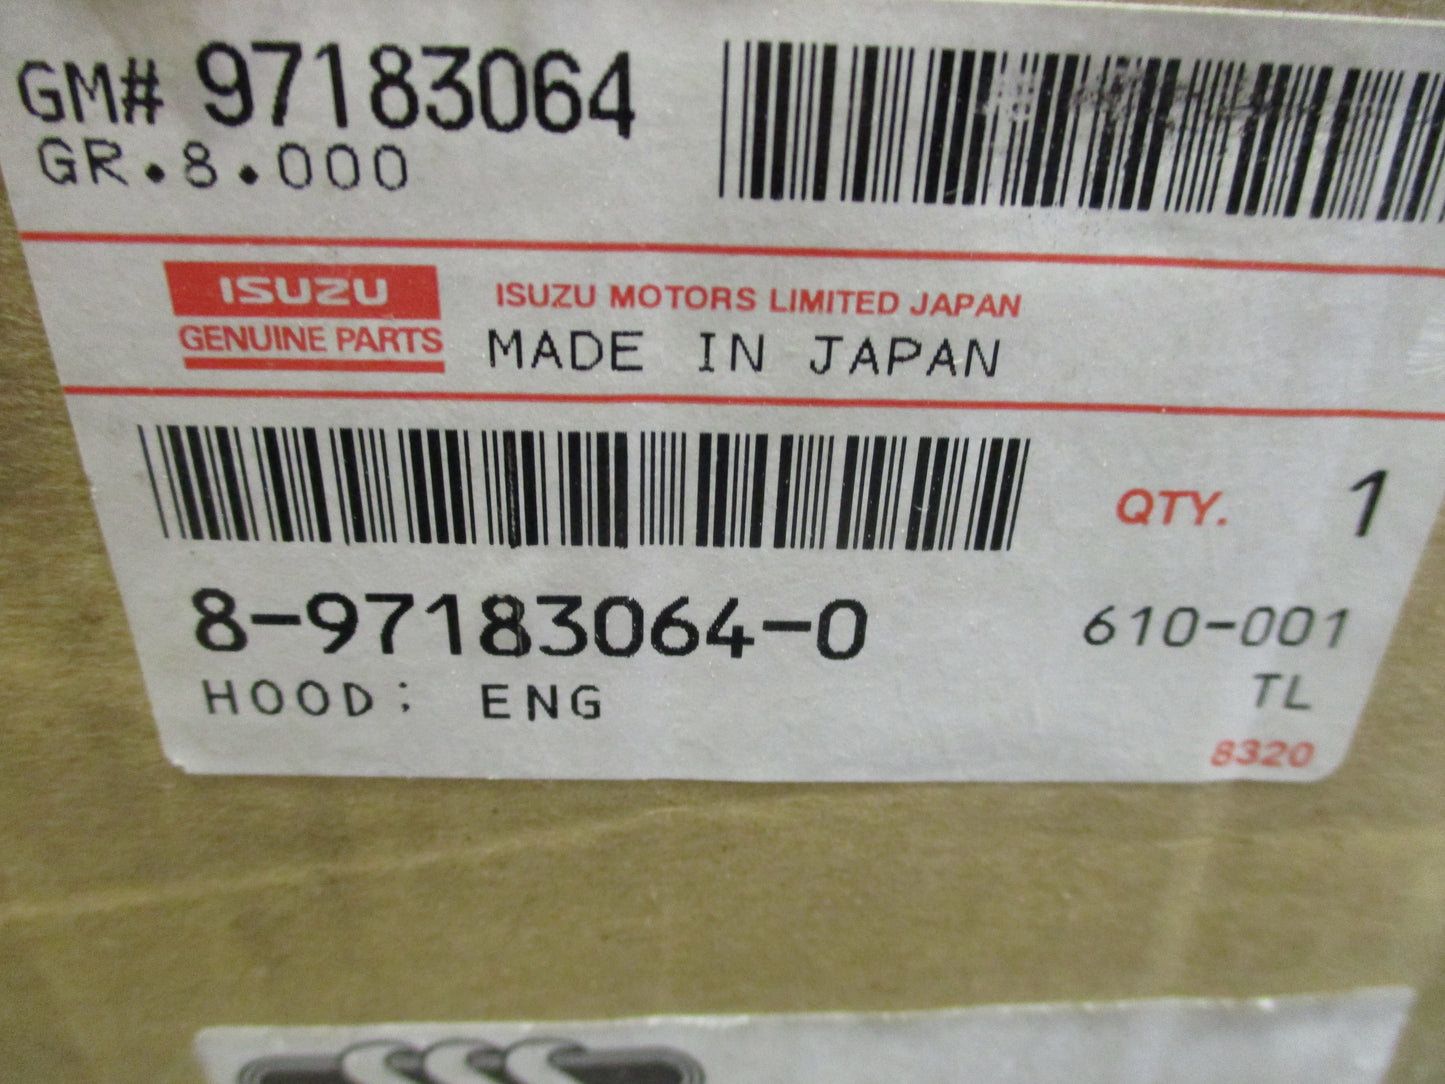 GM# 97183064
GR.8.000
ISUZU
GENUINE PARTS
ISUZU MOTORS LIMITED JAPAN
MADE IN JAPAN
QTY. 1
8-97183064-0
610-001
HOOD; ENG
TL
8320